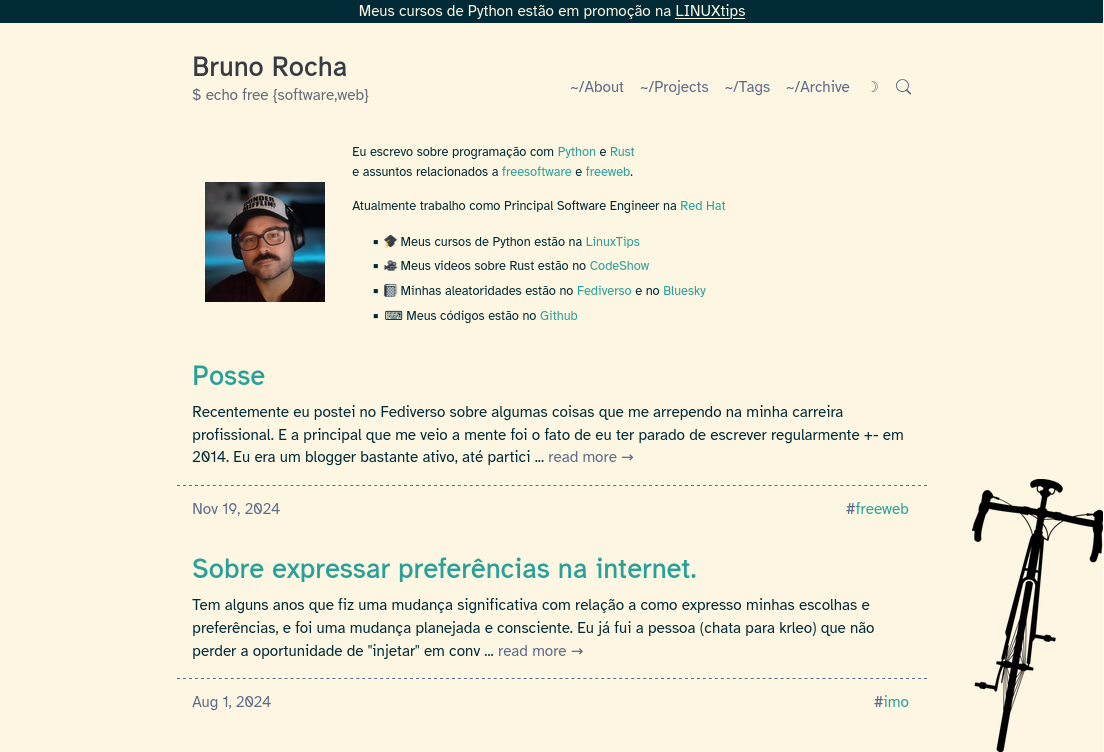 Meus cursos de Python estão em promoção na LINUXtips
Bruno Rocha
$ echo free {software,web}
~/About ~/Projects ~/Tags ~/Archive
Eu escrevo sobre programação com Python e Rust
e assuntos relacionados a freesoftware e freeweb.
Atualmente trabalho como Principal Software Engineer na Red Hat
▪ 🎓 Meus cursos de Python estão na LinuxTips
▪ 🎥 Meus videos sobre Rust estão no CodeShow
▪ 📓 Minhas aleatoridades estão no Fediverso e no Bluesky
▪ ⌨ Meus códigos estão no Github
Posse
Recentemente eu postei no Fediverso sobre algumas coisas que me arrependo na minha carreira
profissional. E a principal que me veio a mente foi o fato de eu ter parado de escrever regularmente +- em
2014. Eu era um blogger bastante ativo, até partici ... read more →
Nov 19, 2024 #freeweb
Sobre expressar preferências na internet.
Tem alguns anos que fiz uma mudança significativa com relação a como expresso minhas escolhas e
preferências, e foi uma mudança planejada e consciente. Eu já fui a pessoa (chata para krleo) que não
perder a oportunidade de "injetar" em conv ... read more →
Aug 1, 2024 #imo